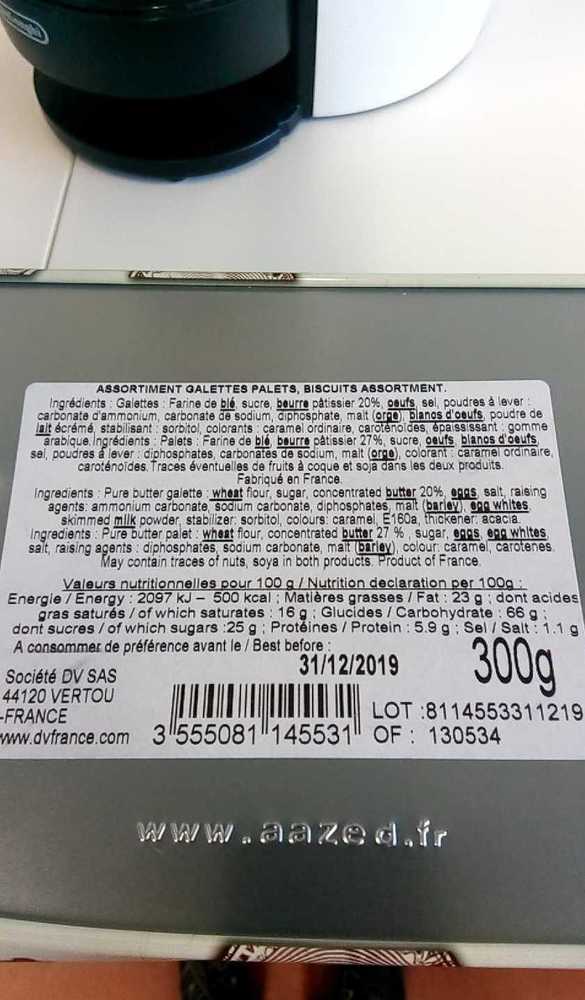 DeLonghi
ASSORTIMENT GALETTES PALETS, BISCUITS ASSORTMENT.
Ingrédients : Galettes : Farine de blé, sucre, beurre pâtissier 20%, oeufs, sel, poudres à lever :
carbonate d'ammonium, carbonate de sodium, diphosphate, malt (orge), blancs d'oeufs, poudre de
lait écrémé, stabilisant : sorbitol, colorants : caramel ordinaire, caroténoïdes, épaississant : gomme
arabique. Ingrédients : Palets : Farine de blé, beurre pâtissier 27%, sucre, oeufs, blancs d'oeufs,
sel, poudres à lever : diphosphates, carbonates de sodium, malt (orge), colorant : caramel ordinaire,
caroténoïdes. Traces éventuelles de fruits à coque et soja dans les deux produits.
Fabriqué en France.
Ingredients : Pure butter galette : wheat flour, sugar, concentrated butter 20%, eggs, salt, raising
agents: ammonium carbonate, sodium carbonate, diphosphates, malt (barley), egg whites,
skimmed milk powder, stabilizer: sorbitol, colours: caramel, E160a, thickener: acacia.
Ingredients : Pure butter palet : wheat flour, concentrated butter 27 % , sugar, eggs, egg whites,
salt, raising agents : diphosphates, sodium carbonate, malt (barley), colour: caramel, carotenes.
May contain traces of nuts, soya in both products. Product of France.
Valeurs nutritionnelles pour 100 g / Nutrition declaration per 100g :
Energie / Energy : 2097 KJ – 500 kcal ; Matières grasses / Fat : 23 g ; dont acides
gras saturés / of which saturates : 16 g ; Glucides / Carbohydrate : 66 g ;
dont sucres / of which sugars :25 g ; Protéines / Protein : 5.9 g ; Sel / Salt : 1.1 g
A consommer de préférence avant le / Best before :
31/12/2019
300g
Société DV SAS
44120 VERTOU
-FRANCE
www.dvfrance.com
3 555081 145531
LOT :8114553311219
OF : 130534
www.aazed.fr